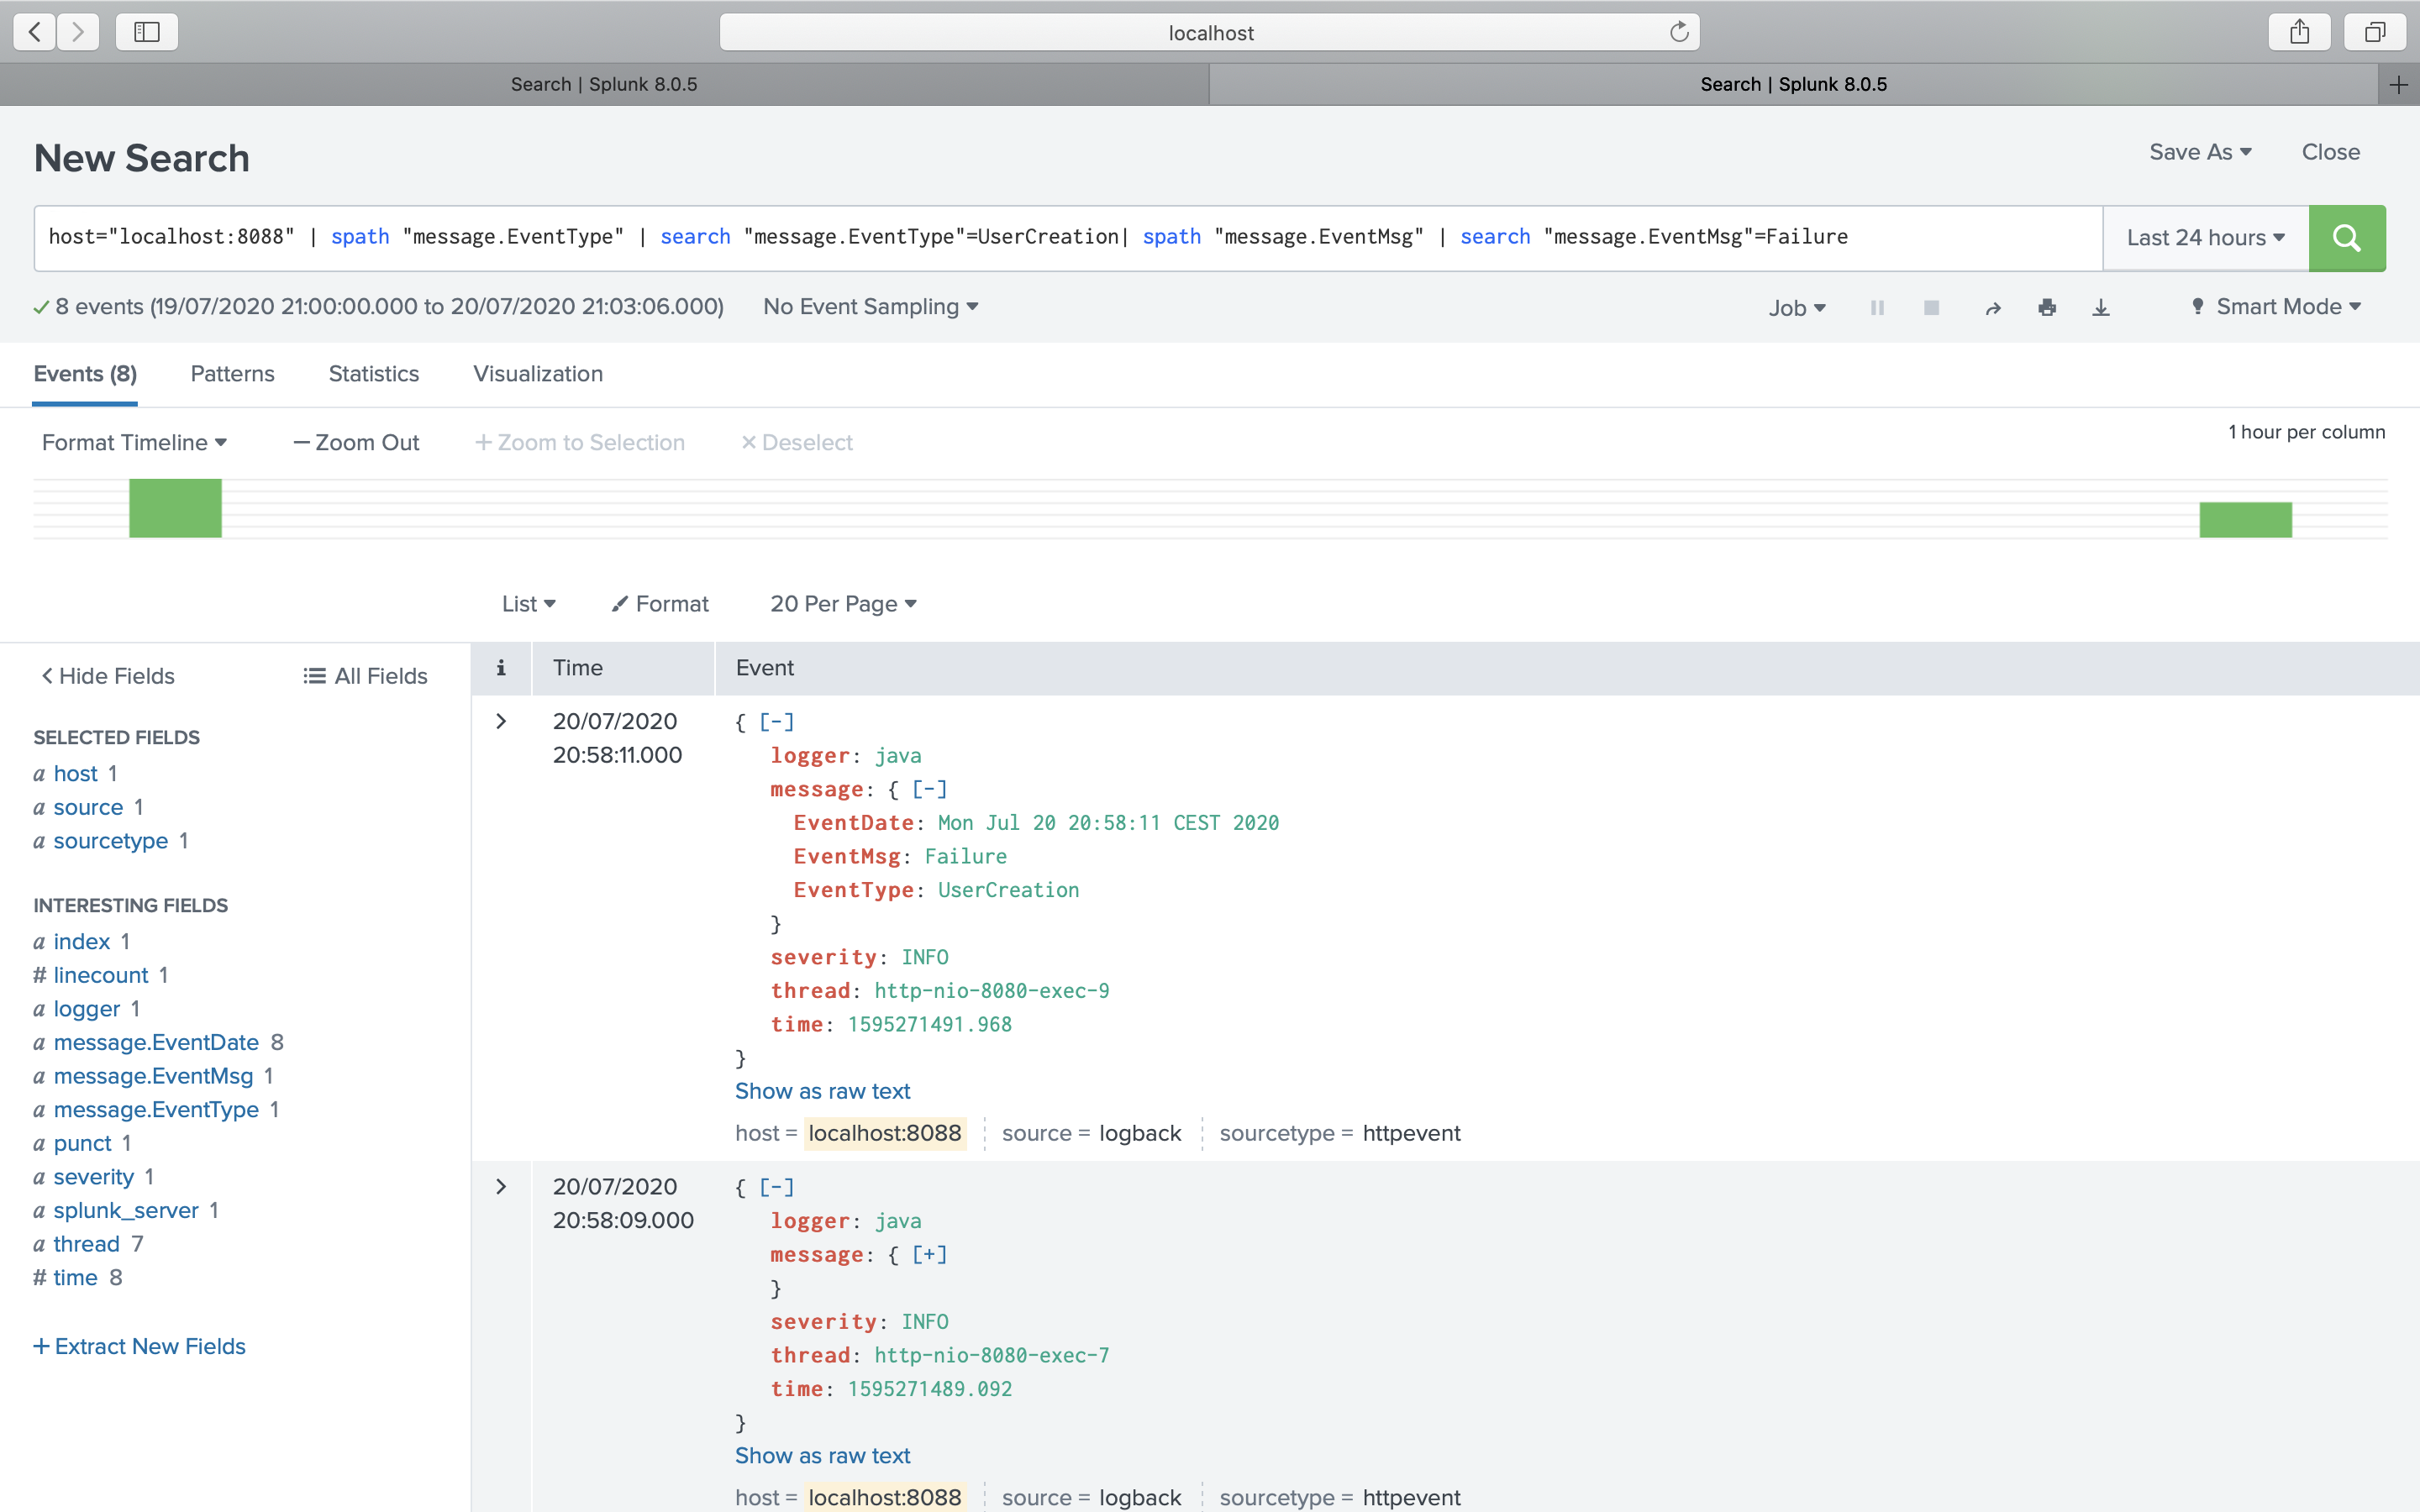 localhost
Search | Splunk 8.0.5
Search | Splunk 8.0.5
New Search
Save As
Close
host="localhost:8088" | spath "message.EventType" | search "message.EventType"=UserCreation| spath "message.EventMsg" | search "message.EventMsg"=Failure
Last 24 hours
8 events (19/07/2020 21:00:00.000 to 20/07/2020 21:03:06.000)
No Event Sampling
Job
Smart Mode
Events (8)
Patterns
Statistics
Visualization
Format Timeline
— Zoom Out
+ Zoom to Selection
× Deselect
1 hour per column
List
Format
20 Per Page
< Hide Fields
All Fields
SELECTED FIELDS
a host 1
a source 1
a sourcetype 1
INTERESTING FIELDS
a index 1
# linecount 1
a logger 1
a message.EventDate 8
a message.EventMsg 1
a message.EventType 1
a punct 1
a severity 1
a splunk_server 1
a thread 7
# time 8
+ Extract New Fields
i
Time
Event
> 20/07/2020
20:58:11.000
{ [-]
logger: java
message: { [-]
EventDate: Mon Jul 20 20:58:11 CEST 2020
EventMsg: Failure
EventType: UserCreation
}
severity: INFO
thread: http-nio-8080-exec-9
time: 1595271491.968
}
Show as raw text
host = localhost:8088 source = logback sourcetype = httpevent
> 20/07/2020
20:58:09.000
{ [-]
logger: java
message: { [+]
}
severity: INFO
thread: http-nio-8080-exec-7
time: 1595271489.092
}
Show as raw text
host = localhost:8088 source = logback sourcetype = httpevent